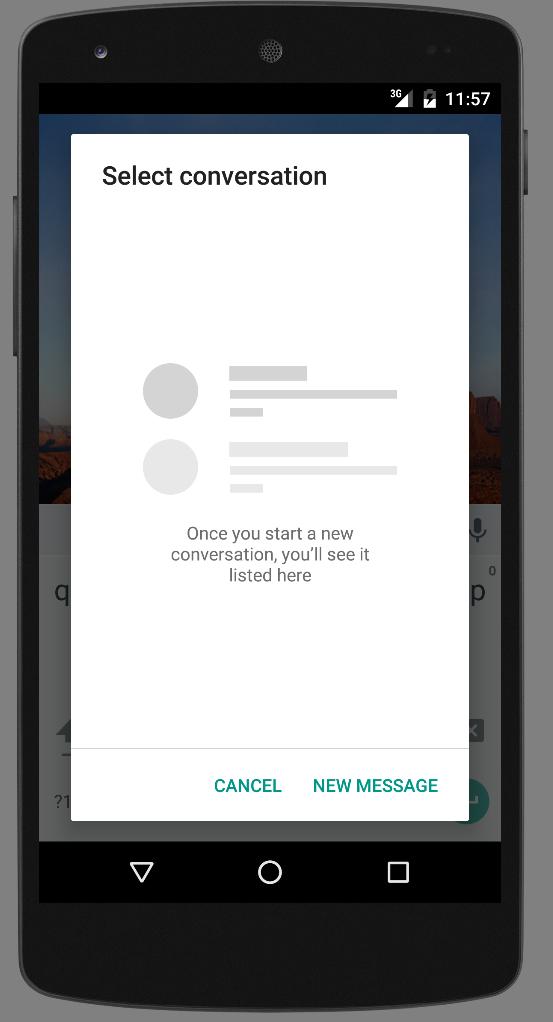 3G
11:57
Select conversation
Once you start a new
conversation, you’ll see it
listed here
0
q
p
?1
CANCEL
NEW MESSAGE